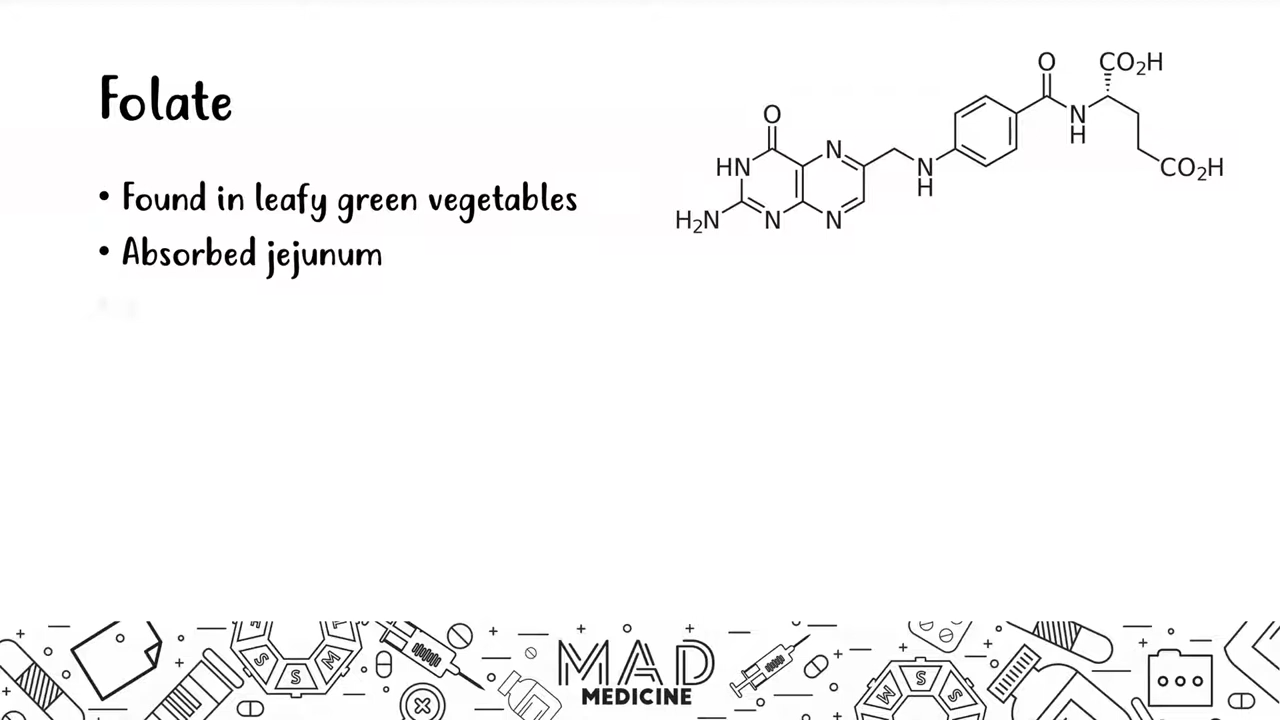 Folate
• Found in leafy green vegetables
• Absorbed jejunum
O
HN
N
H₂N
N
N
N
H
O
N
H
CO₂H
CO₂H
MAD
MEDICINE
S
S
M
M
S
S